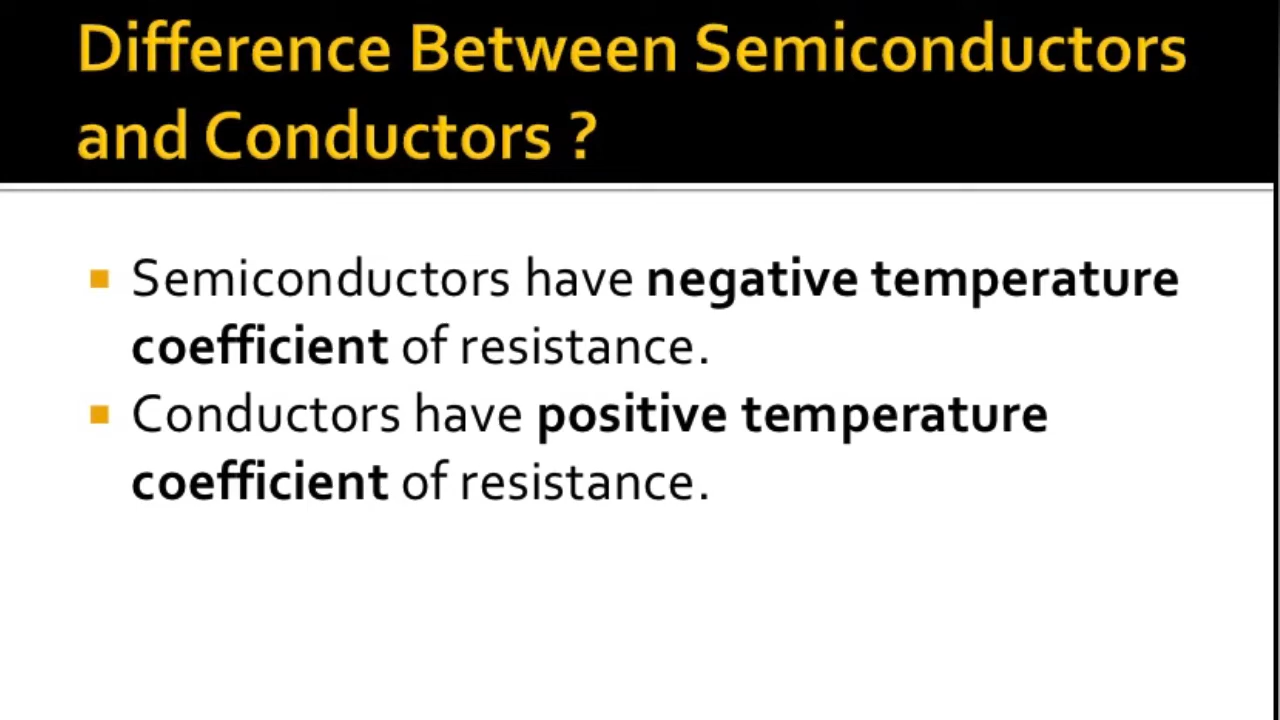 Difference Between Semiconductors
and Conductors ?
Semiconductors have negative temperature
coefficient of resistance.
Conductors have positive temperature
coefficient of resistance.